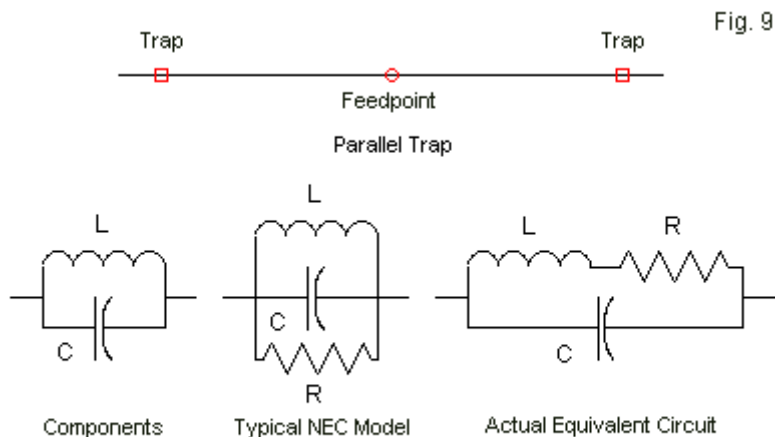 Fig. 9
Trap Trap
Feedpoint
Parallel Trap
L
C
Components
L
C
R
Typical NEC Model
L R
C
Actual Equivalent Circuit